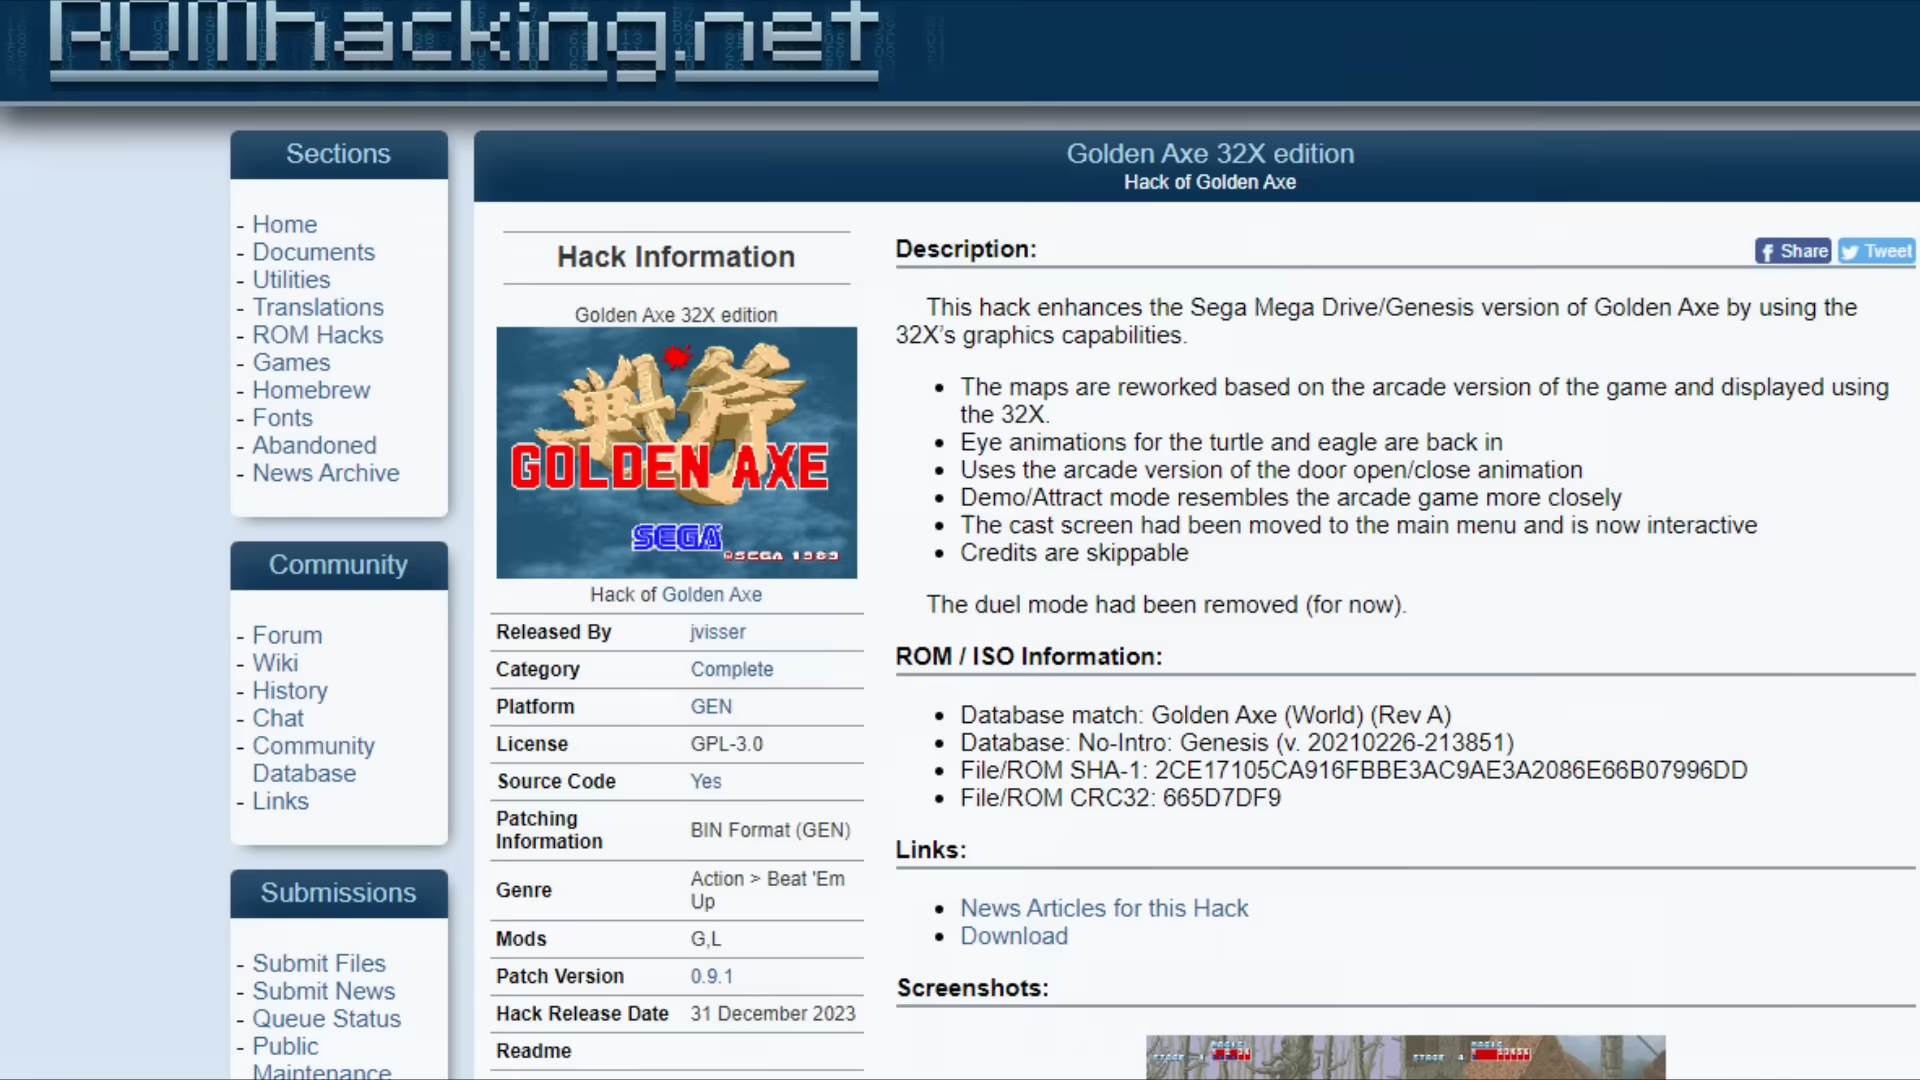 ROMhacking.net
Sections
- Home
- Documents
- Utilities
- Translations
- ROM Hacks
- Games
- Homebrew
- Fonts
- Abandoned
- News Archive
Community
- Forum
- Wiki
- History
- Chat
- Community
Database
- Links
Submissions
- Submit Files
- Submit News
- Queue Status
- Public
Maintenance
Golden Axe 32X edition
Hack of Golden Axe
Hack Information
Golden Axe 32X edition
戦斧
GOLDEN AXE
SEGA
©SEGA 1989
Hack of Golden Axe
Released By jvisser
Category Complete
Platform GEN
License GPL-3.0
Source Code Yes
Patching
Information BIN Format (GEN)
Genre Action > Beat 'Em
Up
Mods G,L
Patch Version 0.9.1
Hack Release Date 31 December 2023
Readme
Description:
Share Tweet
This hack enhances the Sega Mega Drive/Genesis version of Golden Axe by using the
32X’s graphics capabilities.
• The maps are reworked based on the arcade version of the game and displayed using
the 32X.
• Eye animations for the turtle and eagle are back in
• Uses the arcade version of the door open/close animation
• Demo/Attract mode resembles the arcade game more closely
• The cast screen had been moved to the main menu and is now interactive
• Credits are skippable
The duel mode had been removed (for now).
ROM / ISO Information:
• Database match: Golden Axe (World) (Rev A)
• Database: No-Intro: Genesis (v. 20210226-213851)
• File/ROM SHA-1: 2CE17105CA916FBBE3AC9AE3A2086E66B07996DD
• File/ROM CRC32: 665D7DF9
Links:
• News Articles for this Hack
• Download
Screenshots:
MAGIC
STAGE
MAGIC
STAGE 4